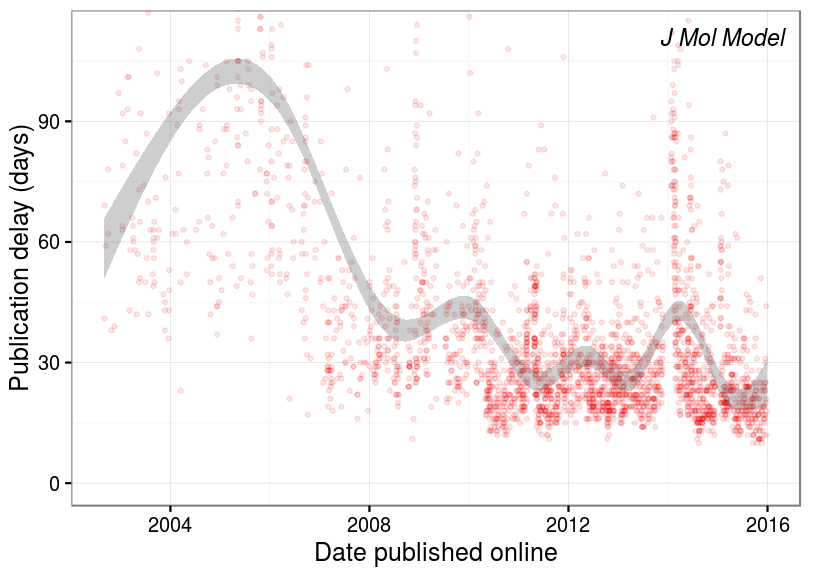 J Mol Model
Publication delay (days)
90
60
30
0
2004
2008
2012
2016
Date published online